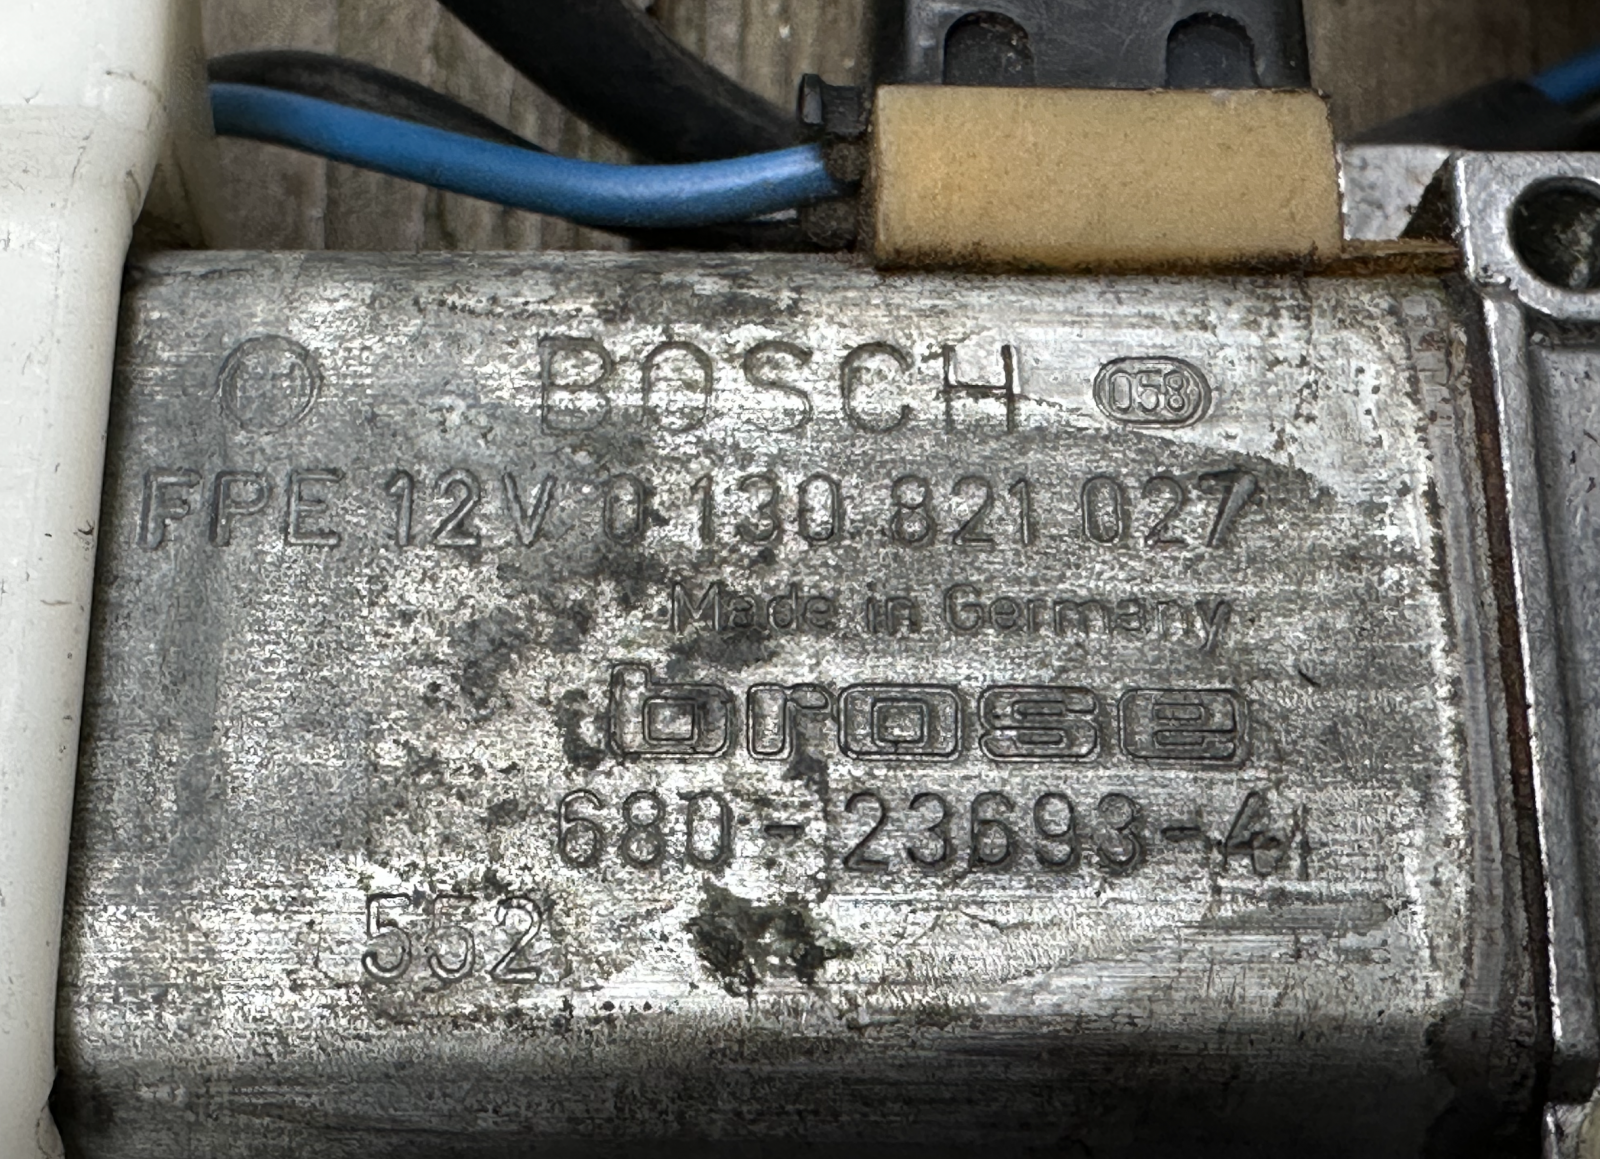 BOSCH 058
FPE 12V 0 130 821 027
Made in Germany
brose
680-23693-4
552